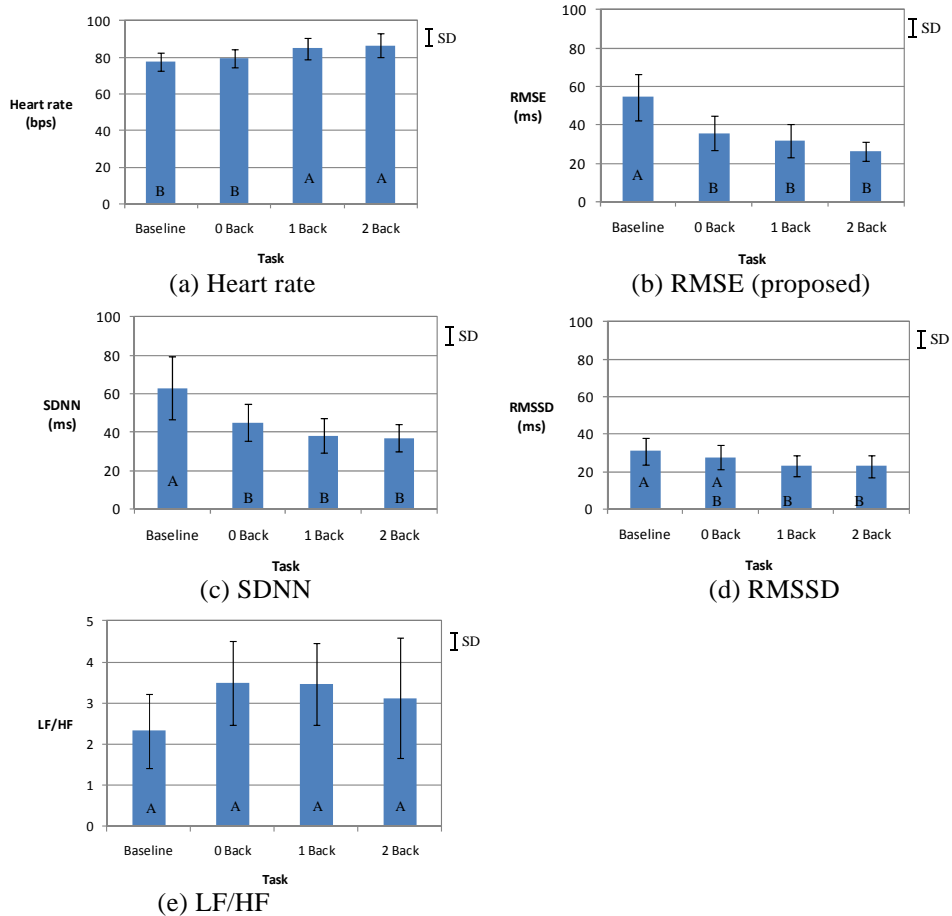 100
80
60
40
20
0
Heart rate
(bps)
B
B
A
A
SD
Baseline
0 Back
1 Back
2 Back
Task
(a) Heart rate
100
80
60
40
20
0
RMSE
(ms)
A
B
B
B
SD
Baseline
0 Back
1 Back
2 Back
Task
(b) RMSE (proposed)
100
80
60
40
20
0
SDNN
(ms)
A
B
B
B
SD
Baseline
0 Back
1 Back
2 Back
Task
(c) SDNN
100
80
60
40
20
0
RMSSD
(ms)
A
A
B
B
B
SD
Baseline
0 Back
1 Back
2 Back
Task
(d) RMSSD
5
4
3
2
1
0
LF/HF
A
A
A
A
SD
Baseline
0 Back
1 Back
2 Back
Task
(e) LF/HF